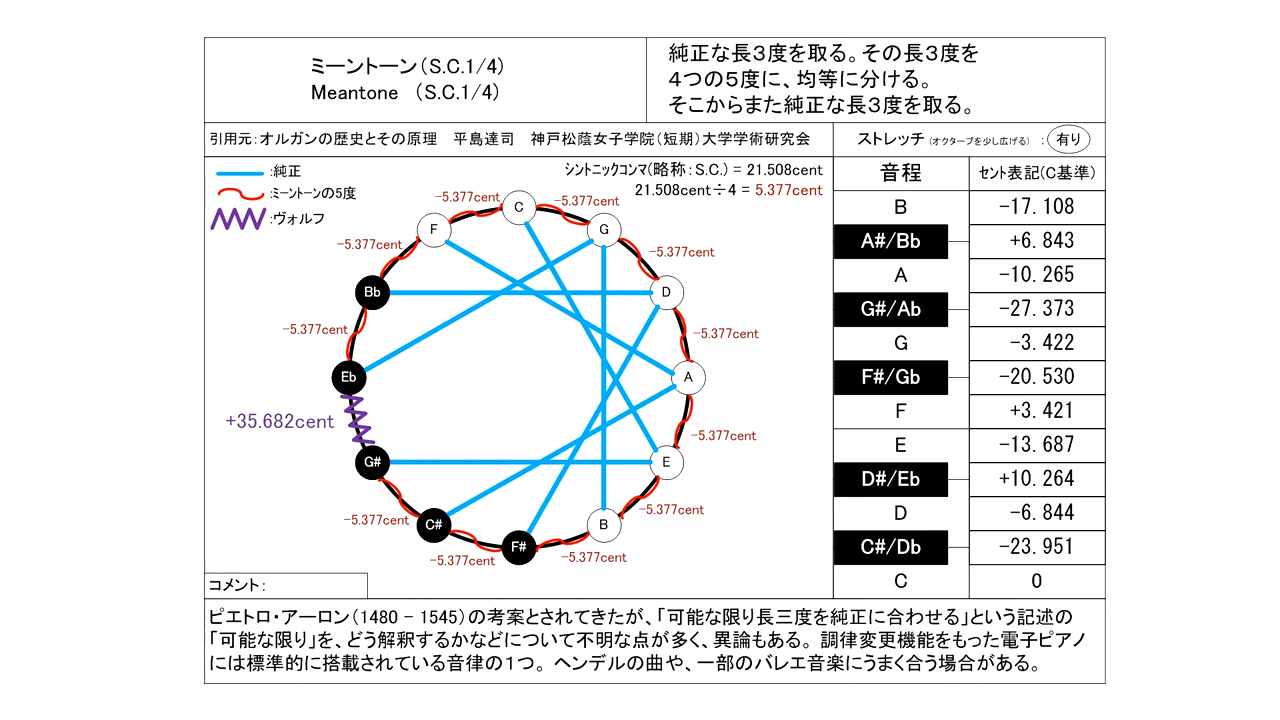 ミーントーン（S.C.1/4）
Meantone （S.C.1/4）
純正な長３度を取る。その長３度を
４つの５度に、均等に分ける。
そこからまた純正な長３度を取る。
引用元：オルガンの歴史とその原理　平島達司　神戸松蔭女子学院（短期）大学学術研究会
ストレッチ（オクターブを少し広げる）：有り
:純正
:ミーントーンの5度
:ヴォルフ
シントニックコンマ（略称：S.C.）= 21.508cent
21.508cent÷4 = 5.377cent
C
G
D
A
E
B
F#
C#
G#
Eb
Bb
F
-5.377cent
-5.377cent
-5.377cent
-5.377cent
-5.377cent
-5.377cent
-5.377cent
-5.377cent
-5.377cent
+35.682cent
-5.377cent
-5.377cent
音程 セント表記（C基準）
B -17.108
A#/Bb +6.843
A -10.265
G#/Ab -27.373
G -3.422
F#/Gb -20.530
F +3.421
E -13.687
D#/Eb +10.264
D -6.844
C#/Db -23.951
C 0
コメント：
ピエトロ・アーロン（1480 - 1545）の考案とされてきたが、「可能な限り長三度を純正に合わせる」という記述の
「可能な限り」を、どう解釈するかなどについて不明な点が多く、異論もある。 調律変更機能をもった電子ピアノ
には標準的に搭載されている音律の１つ。 ヘンデルの曲や、一部のバレエ音楽にうまく合う場合がある。